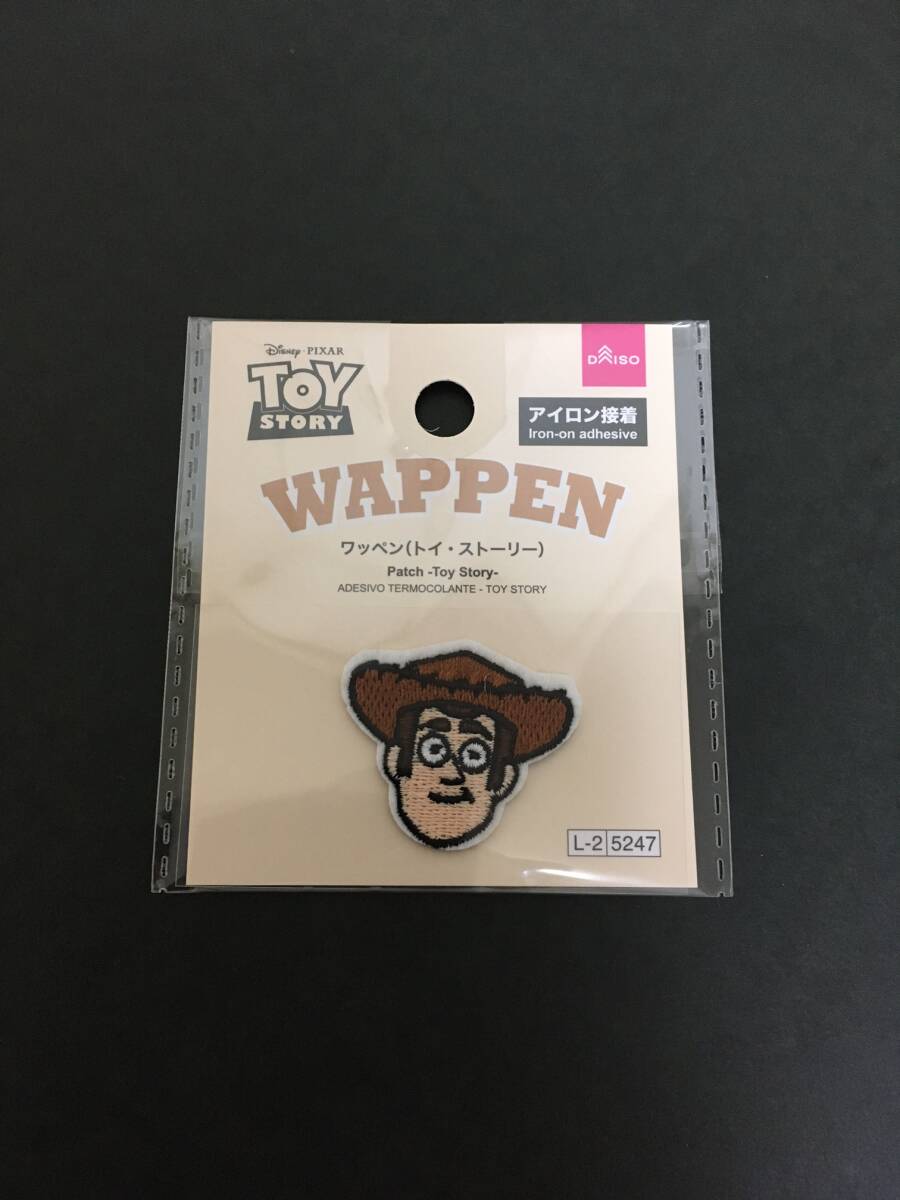 Disney · PIXAR
TOY
STORY
DAISO
アイロン接着
Iron-on adhesive
WAPPEN
ワッペン(トイ・ストーリー)
Patch -Toy Story-
ADESIVO TERMOCOLANTE - TOY STORY
L-2 5247